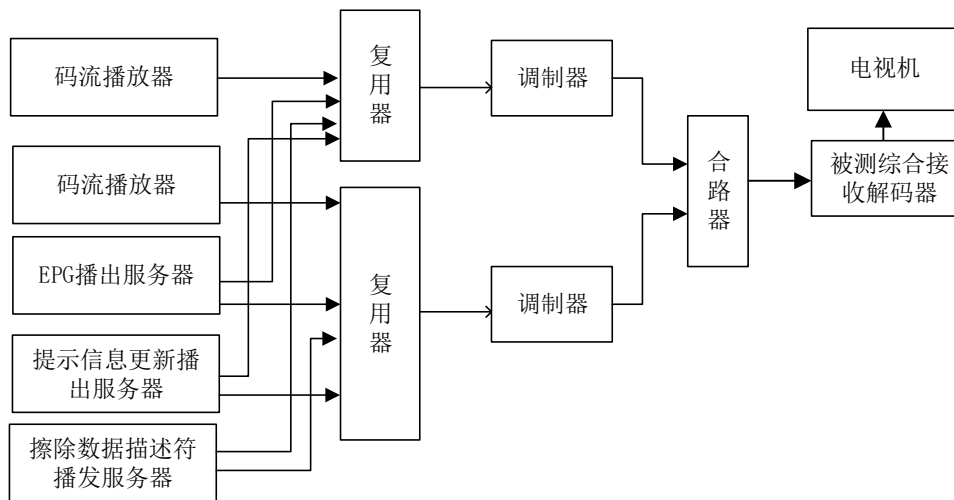 码流播放器
码流播放器
EPG播出服务器
提示信息更新播
出服务器
擦除数据描述符
播发服务器
复
用
器
复
用
器
调制器
调制器
合
路
器
电视机
被测综合接
收解码器